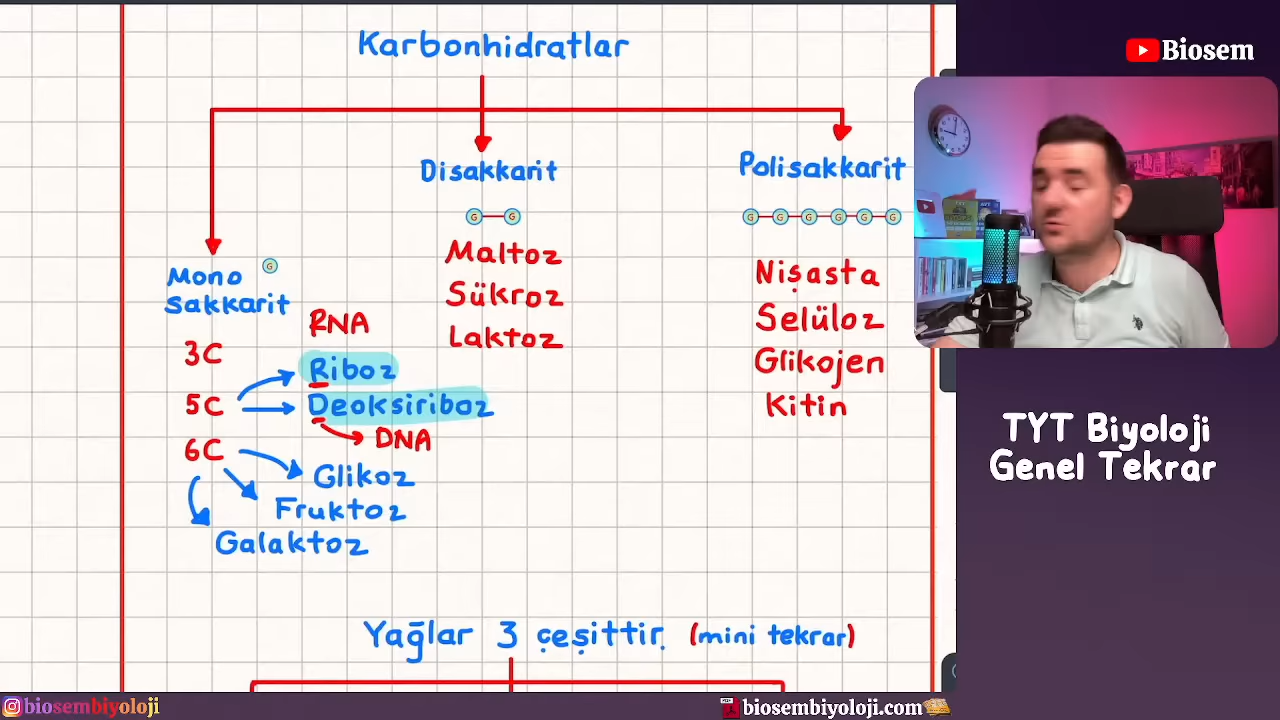 Karbonhidratlar
Biosem
Disakkarit
Polisakkarit
G G
G G G G G G
Maltoz
Sükroz
Laktoz
Nişasta
Selüloz
Glikojen
Kitin
Mono G
sakkarit
3C
5C
6C
RNA
Riboz
Deoksiriboz
DNA
Glikoz
Fruktoz
Galaktoz
TYT Biyoloji
Genel Tekrar
Yağlar 3 çeşittir. (mini tekrar)
biosembiyoloji
biosembiyoloji.com